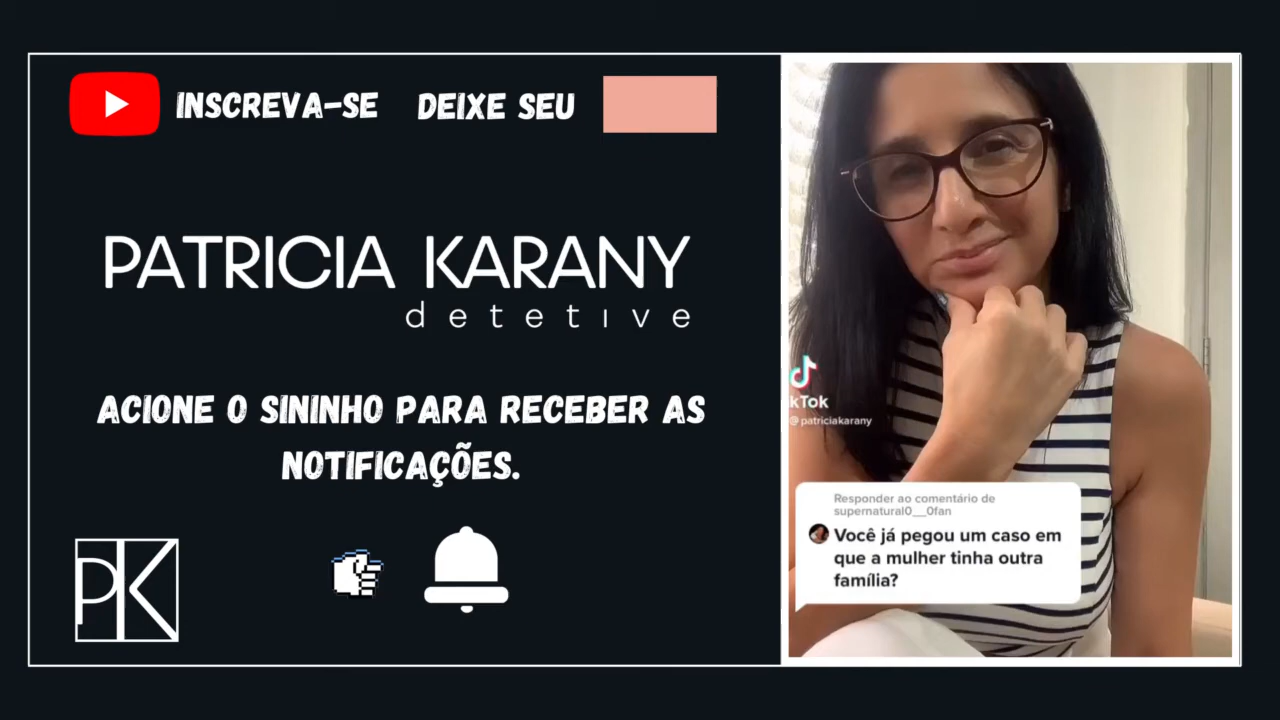 INSCREVA-SE DEIXE SEU
PATRICIA KARANY
detetive
ACIONE O SININHO PARA RECEBER AS
NOTIFICAÇÕES.
PK
kTok
@patriciakarany
Responder ao comentário de
supernatural0__0fan
Você já pegou um caso em
que a mulher tinha outra
família?